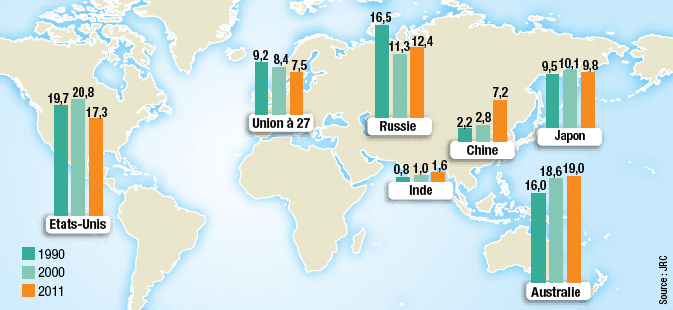 19,7 20,8 17,3
Etats-Unis
9,2 8,4 7,5
Union à 27
16,5 11,3 12,4
Russie
0,8 1,0 1,6
Inde
2,2 2,8 7,2
Chine
9,5 10,1 9,8
Japon
16,0 18,6 19,0
Australie
1990
2000
2011
Source : JRC